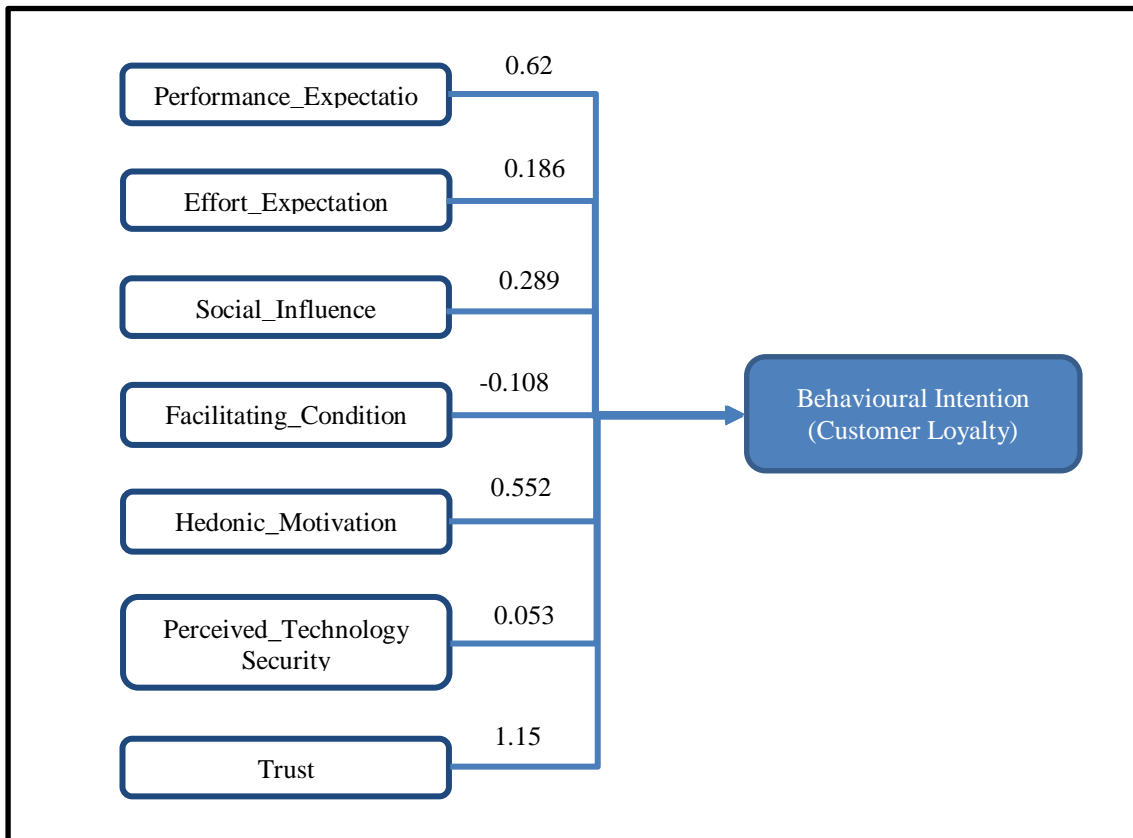 0.62
Performance_Expectatio
0.186
Effort_Expectation
0.289
Social_Influence
-0.108
Facilitating_Condition
Behavioural Intention
(Customer Loyalty)
0.552
Hedonic_Motivation
0.053
Perceived_Technology
Security
1.15
Trust